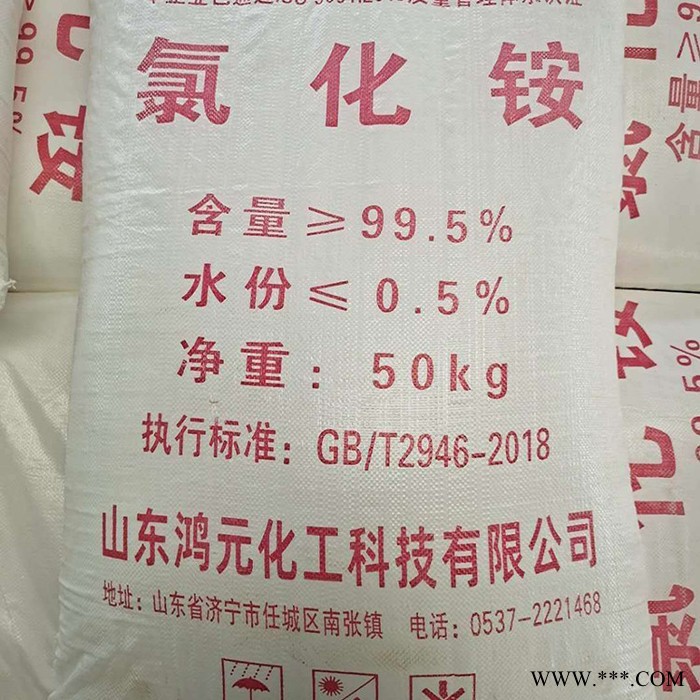 氯化铵
含量≥99.5%
水份≤0.5%
净重：50kg
执行标准：GB/T2946-2018
山东鸿元化工科技有限公司
地址：山东省济宁市任城区南张镇 电话：0537-2221468
WWW.***.COM